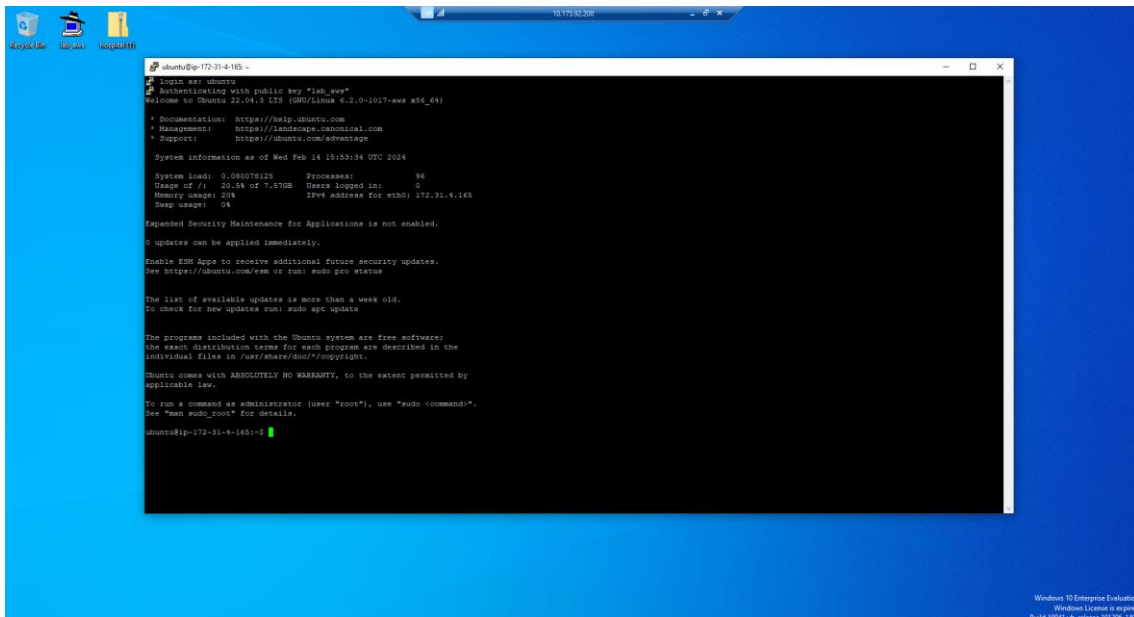 10.175.92.200
Recycle Bin
lab_aws
hospital (1)
ubuntu@ip-172-31-4-165: ~
login as: ubuntu
Authenticating with public key "lab_aws"
Welcome to Ubuntu 22.04.3 LTS (GNU/Linux 6.2.0-1017-aws x86_64)
* Documentation: https://help.ubuntu.com
* Management: https://landscape.canonical.com
* Support: https://ubuntu.com/advantage
System information as of Wed Feb 14 15:53:34 UTC 2024
System load: 0.080078125 Processes: 96
Usage of /: 20.5% of 7.57GB Users logged in: 0
Memory usage: 20% IPv4 address for eth0: 172.31.4.165
Swap usage: 0%
Expanded Security Maintenance for Applications is not enabled.
0 updates can be applied immediately.
Enable ESM Apps to receive additional future security updates.
See https://ubuntu.com/esm or run: sudo pro status
The list of available updates is more than a week old.
To check for new updates run: sudo apt update
The programs included with the Ubuntu system are free software;
the exact distribution terms for each program are described in the
individual files in /usr/share/doc/*/copyright.
Ubuntu comes with ABSOLUTELY NO WARRANTY, to the extent permitted by
applicable law.
To run a command as administrator (user "root"), use "sudo <command>".
See "man sudo_root" for details.
ubuntu@ip-172-31-4-165:~$
Windows 10 Enterprise Evaluatio
Windows License is expire